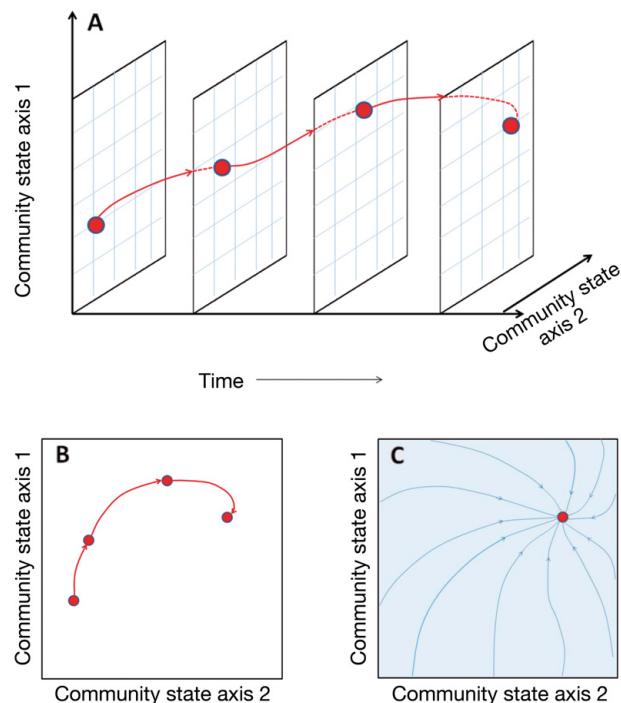 A
Community state axis 1
Community state
axis 2
Time
B
Community state axis 1
Community state axis 2
C
Community state axis 1
Community state axis 2